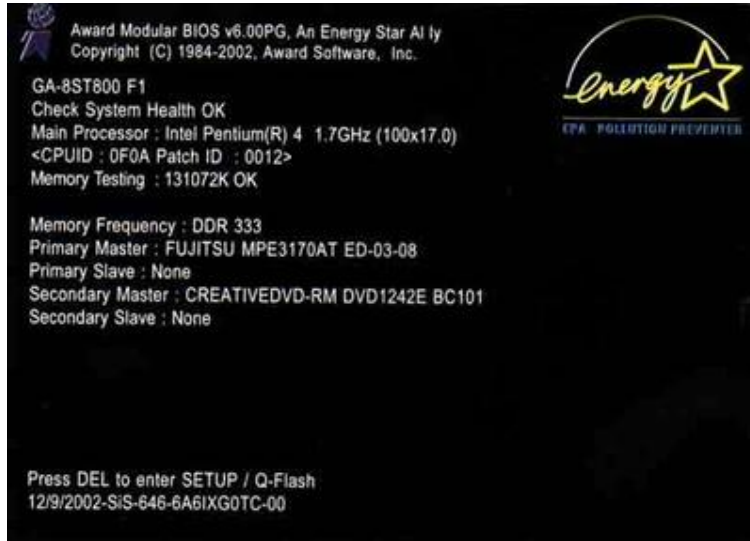 Award Modular BIOS v6.00PG, An Energy Star Al ly
Copyright (C) 1984-2002, Award Software, Inc.
energy
EPA POLLUTION PREVENTER
GA-8ST800 F1
Check System Health OK
Main Processor : Intel Pentium(R) 4 1.7GHz (100x17.0)
<CPUID : 0F0A Patch ID : 0012>
Memory Testing : 131072K OK
Memory Frequency : DDR 333
Primary Master : FUJITSU MPE3170AT ED-03-08
Primary Slave : None
Secondary Master : CREATIVEDVD-RM DVD1242E BC101
Secondary Slave : None
Press DEL to enter SETUP / Q-Flash
12/9/2002-SiS-646-6A6IXG0TC-00